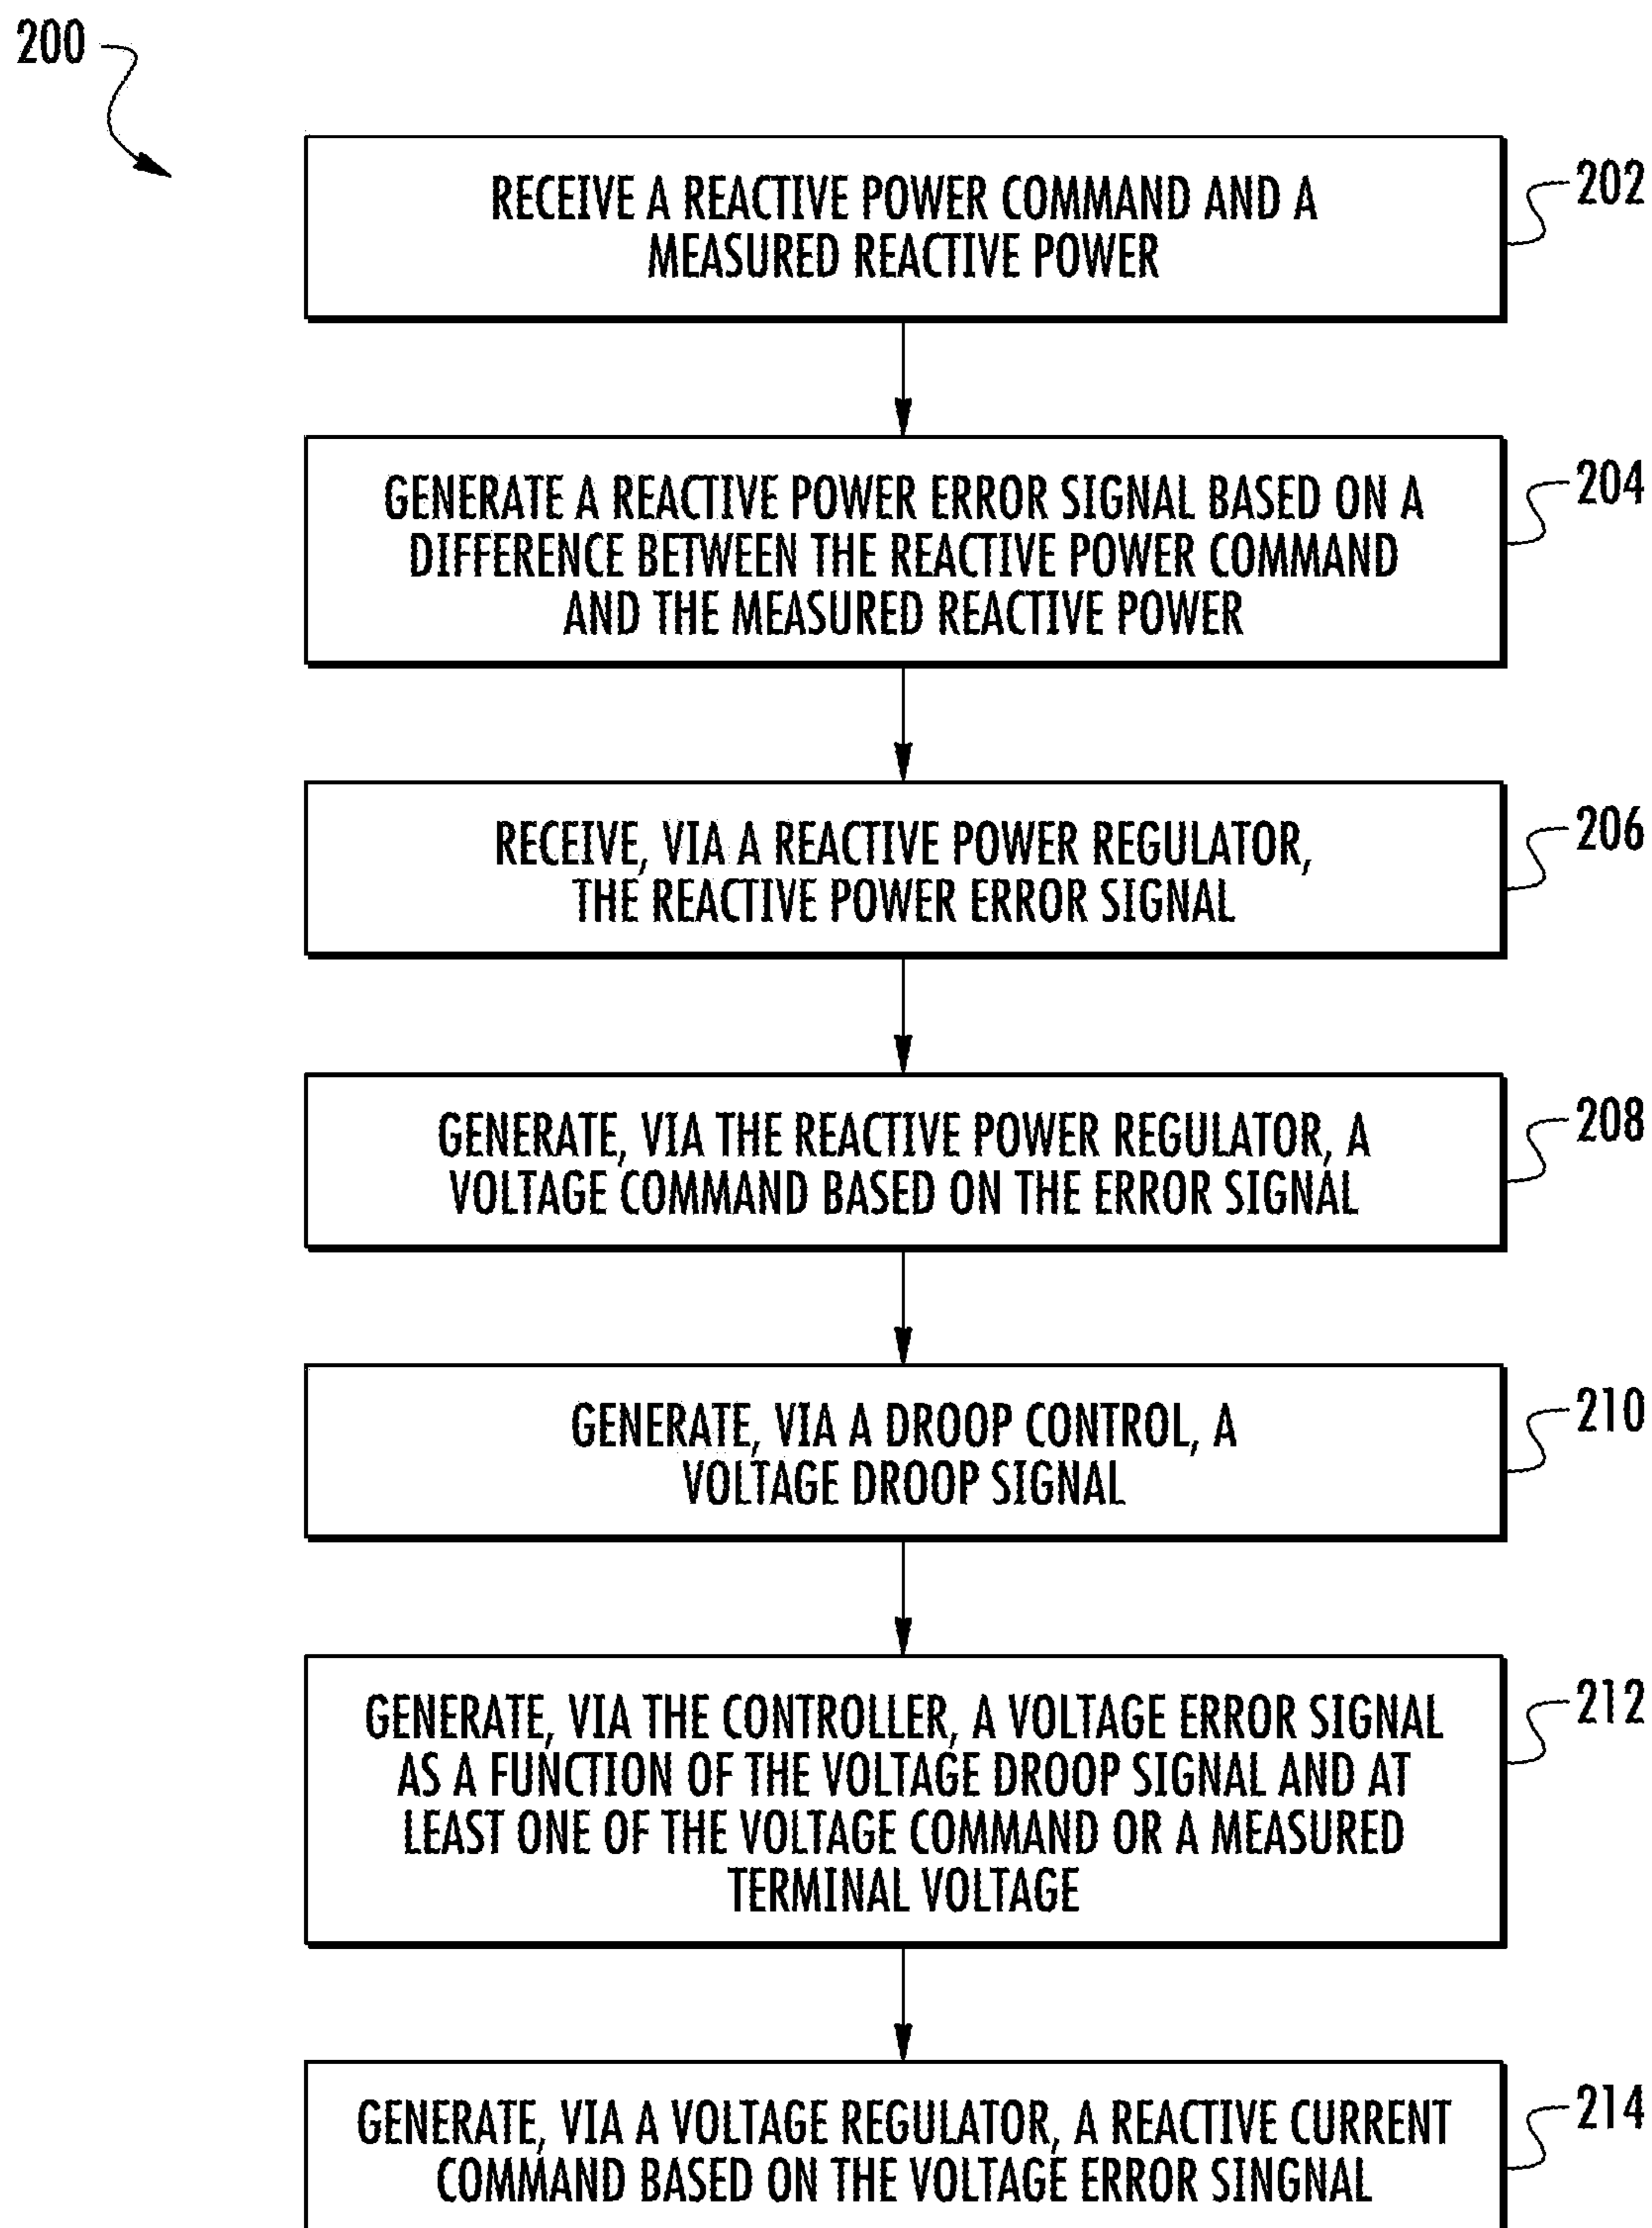 200
RECEIVE A REACTIVE POWER COMMAND AND A
MEASURED REACTIVE POWER
202
GENERATE A REACTIVE POWER ERROR SIGNAL BASED ON A
DIFFERENCE BETWEEN THE REACTIVE POWER COMMAND
AND THE MEASURED REACTIVE POWER
204
RECEIVE, VIA A REACTIVE POWER REGULATOR,
THE REACTIVE POWER ERROR SIGNAL
206
GENERATE, VIA THE REACTIVE POWER REGULATOR, A
VOLTAGE COMMAND BASED ON THE ERROR SIGNAL
208
GENERATE, VIA A DROOP CONTROL, A
VOLTAGE DROOP SIGNAL
210
GENERATE, VIA THE CONTROLLER, A VOLTAGE ERROR SIGNAL
AS A FUNCTION OF THE VOLTAGE DROOP SIGNAL AND AT
LEAST ONE OF THE VOLTAGE COMMAND OR A MEASURED
TERMINAL VOLTAGE
212
GENERATE, VIA A VOLTAGE REGULATOR, A REACTIVE CURRENT
COMMAND BASED ON THE VOLTAGE ERROR SINGNAL
214